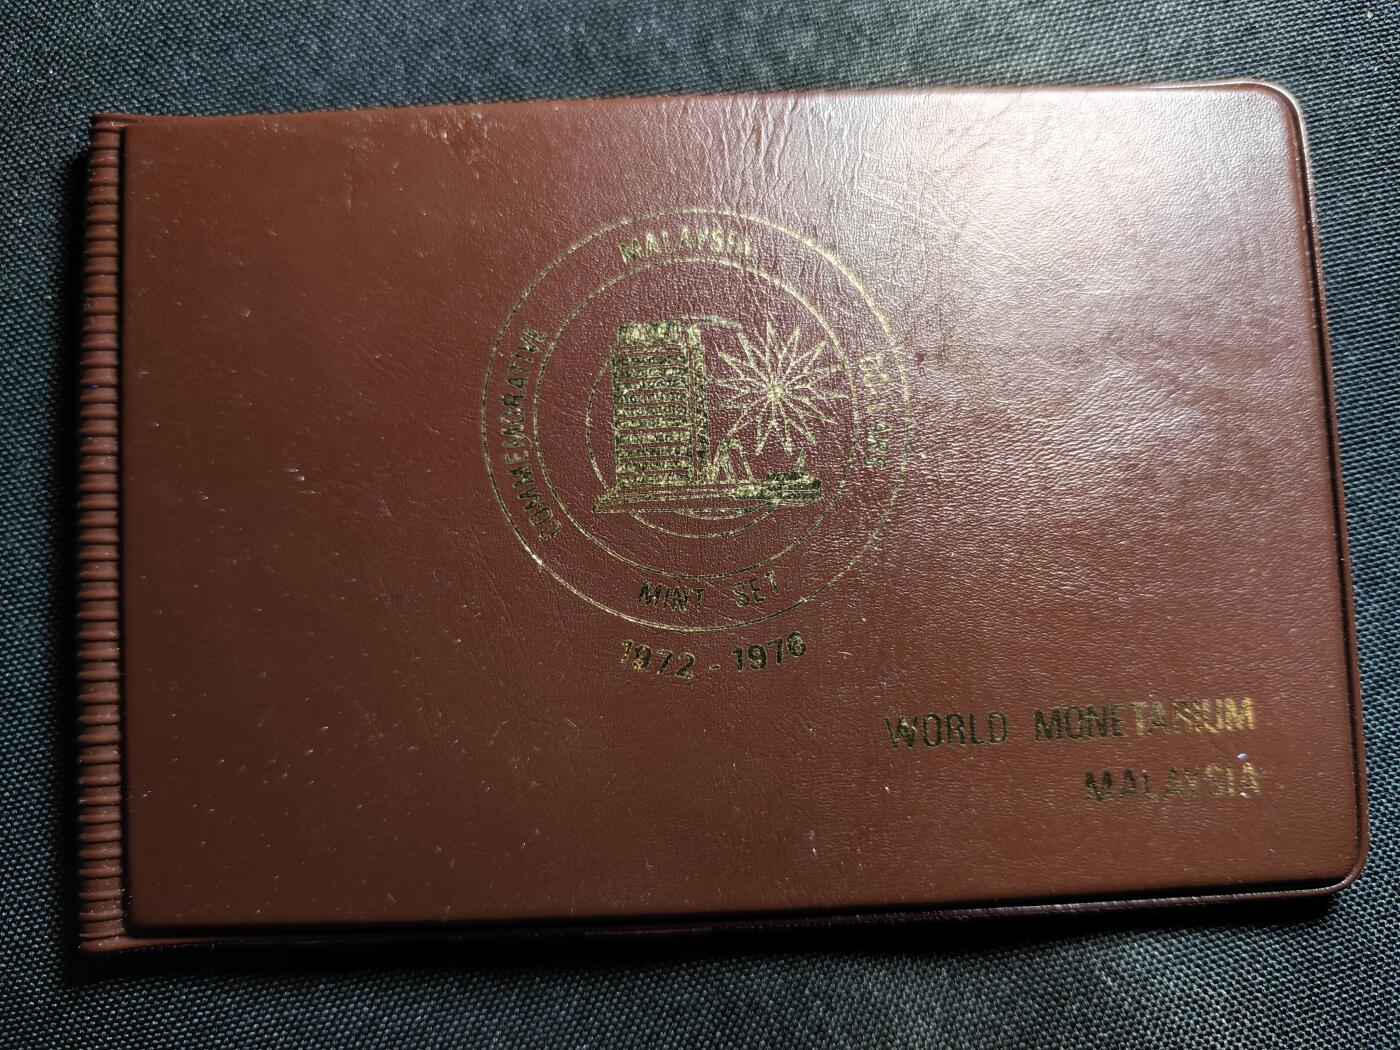 MALAYSIA
COMMEMORATIVE
DOLLARS
MINT SET
1972 - 1976
WORLD MONETARIUM
MALAYSIA